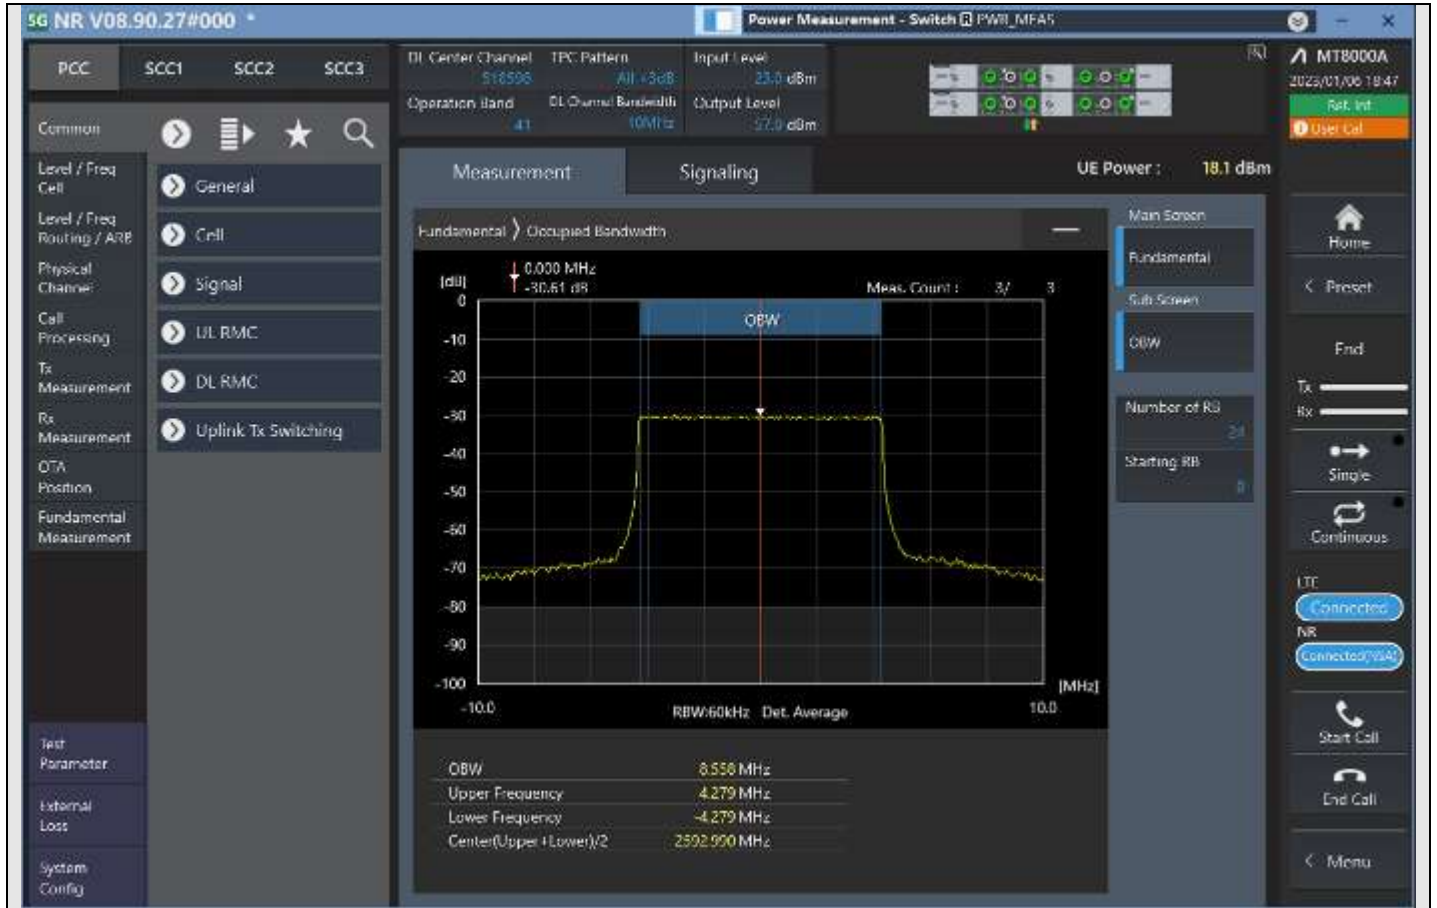 5G NR V08.90.27#000 *
Power Measurement - Switch PWR_MEAS
PCC SCC1 SCC2 SCC3
DL Center Channel TPC Pattern Input Level
518598 All +3dB 23.0 dBm
Operation Band DL Channel Bandwidth Output Level
41 10MHz dBm
MT8000A
2023/01/06 18:47
Ref. Int
User Cal
Common
Level / Freq
Cell
Level / Freq
Routing / ARB
Physical
Channel
Call
Processing
Tx
Measurement
Rx
Measurement
OTA
Position
Fundamental
Measurement
Test
Parameter
External
Loss
System
Config
General
Cell
Signal
UL RMC
DL RMC
Uplink Tx Switching
Measurement Signaling
UE Power : 18.1 dBm
Fundamental Occupied Bandwidth
[dB]
0.000 MHz
-30.61 dB
Meas. Count : 3/ 3
OBW
0
-10
-20
-30
-40
-50
-60
-70
-80
-90
-100
-10.0
RBW:60kHz Det. Average
10.0
[MHz]
OBW 8.558 MHz
Upper Frequency 4.279 MHz
Lower Frequency -4.279 MHz
Center(Upper+Lower)/2 2592.990 MHz
Main Screen
Fundamental
Sub Screen
OBW
Number of RB
24
Starting RB
0
Home
< Preset
End
Tx
Rx
Single
Continuous
LTE
Connected
NR
Connected(NSA)
Start Call
End Call
< Menu